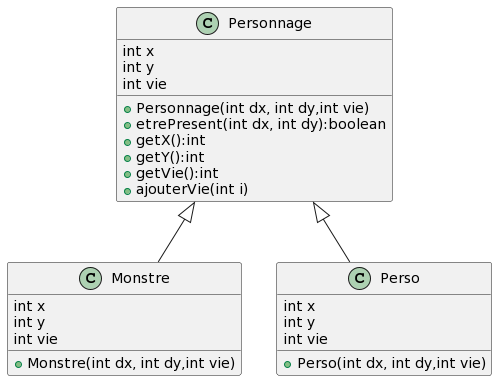 C Personnage
int x
int y
int vie
Personnage(int dx, int dy,int vie)
etrePresent(int dx, int dy):boolean
getX():int
getY():int
getVie():int
ajouterVie(int i)
C Monstre
int x
int y
int vie
Monstre(int dx, int dy,int vie)
C Perso
int x
int y
int vie
Perso(int dx, int dy,int vie)